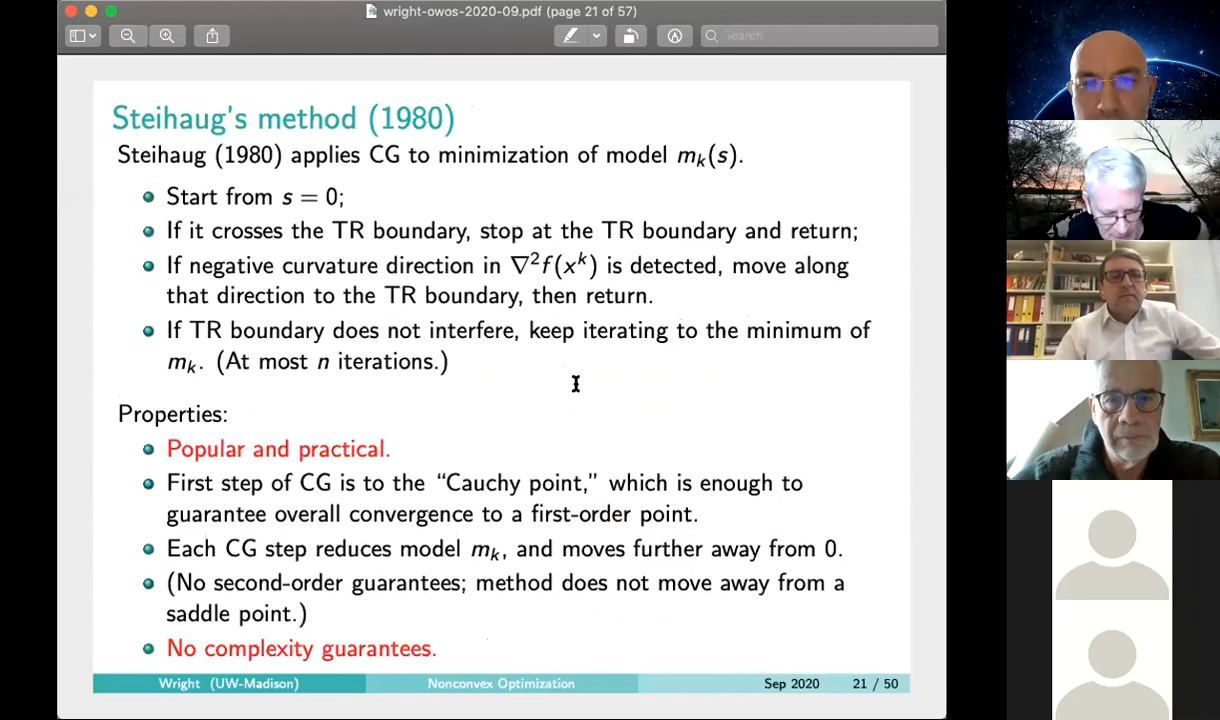 wright-owos-2020-09.pdf (page 21 of 57)
Search
Steihaug's method (1980)
Steihaug (1980) applies CG to minimization of model mₖ(s).
Start from s = 0;
If it crosses the TR boundary, stop at the TR boundary and return;
If negative curvature direction in ∇²f(xᵏ) is detected, move along
that direction to the TR boundary, then return.
If TR boundary does not interfere, keep iterating to the minimum of
mₖ. (At most n iterations.)
Properties:
Popular and practical.
First step of CG is to the “Cauchy point,” which is enough to
guarantee overall convergence to a first-order point.
Each CG step reduces model mₖ, and moves further away from 0.
(No second-order guarantees; method does not move away from a
saddle point.)
No complexity guarantees.
Wright (UW-Madison) Nonconvex Optimization Sep 2020 21 / 50